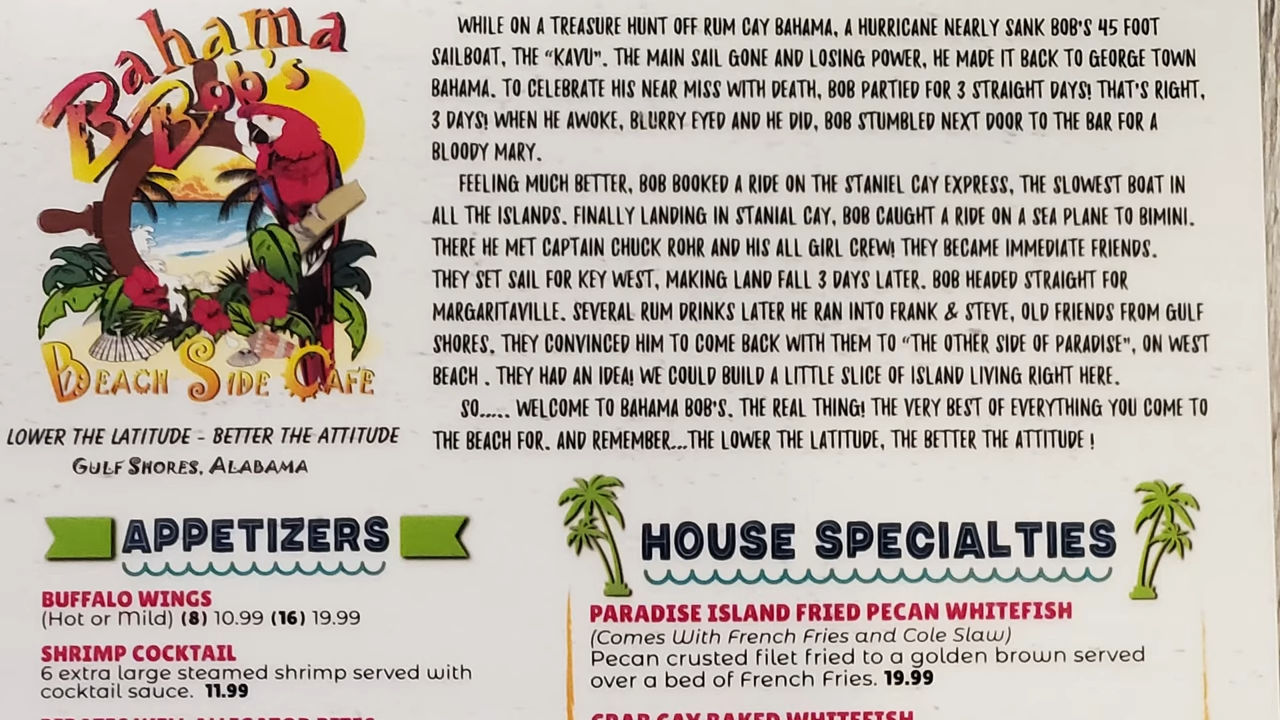 Bahama
Bob's
BEACH SIDE CAFE
LOWER THE LATITUDE - BETTER THE ATTITUDE
GULF SHORES, ALABAMA
WHILE ON A TREASURE HUNT OFF RUM CAY BAHAMA, A HURRICANE NEARLY SANK BOB'S 45 FOOT
SAILBOAT, THE "KAVU". THE MAIN SAIL GONE AND LOSING POWER, HE MADE IT BACK TO GEORGE TOWN
BAHAMA. TO CELEBRATE HIS NEAR MISS WITH DEATH, BOB PARTIED FOR 3 STRAIGHT DAYS! THAT'S RIGHT,
3 DAYS! WHEN HE AWOKE, BLURRY EYED AND HE DID, BOB STUMBLED NEXT DOOR TO THE BAR FOR A
BLOODY MARY.
FEELING MUCH BETTER, BOB BOOKED A RIDE ON THE STANIEL CAY EXPRESS, THE SLOWEST BOAT IN
ALL THE ISLANDS. FINALLY LANDING IN STANIAL CAY, BOB CAUGHT A RIDE ON A SEA PLANE TO BIMINI.
THERE HE MET CAPTAIN CHUCK ROHR AND HIS ALL GIRL CREW! THEY BECAME IMMEDIATE FRIENDS.
THEY SET SAIL FOR KEY WEST, MAKING LAND FALL 3 DAYS LATER. BOB HEADED STRAIGHT FOR
MARGARITAVILLE. SEVERAL RUM DRINKS LATER HE RAN INTO FRANK & STEVE, OLD FRIENDS FROM GULF
SHORES. THEY CONVINCED HIM TO COME BACK WITH THEM TO "THE OTHER SIDE OF PARADISE", ON WEST
BEACH . THEY HAD AN IDEA! WE COULD BUILD A LITTLE SLICE OF ISLAND LIVING RIGHT HERE.
SO..... WELCOME TO BAHAMA BOB'S. THE REAL THING! THE VERY BEST OF EVERYTHING YOU COME TO
THE BEACH FOR. AND REMEMBER...THE LOWER THE LATITUDE, THE BETTER THE ATTITUDE !
APPETIZERS
BUFFALO WINGS
(Hot or Mild) (8) 10.99 (16) 19.99
SHRIMP COCKTAIL
6 extra large steamed shrimp served with
cocktail sauce. 11.99
HOUSE SPECIALTIES
PARADISE ISLAND FRIED PECAN WHITEFISH
(Comes With French Fries and Cole Slaw)
Pecan crusted filet fried to a golden brown served
over a bed of French Fries. 19.99
CRAB CAY BAKED WHITEFISH